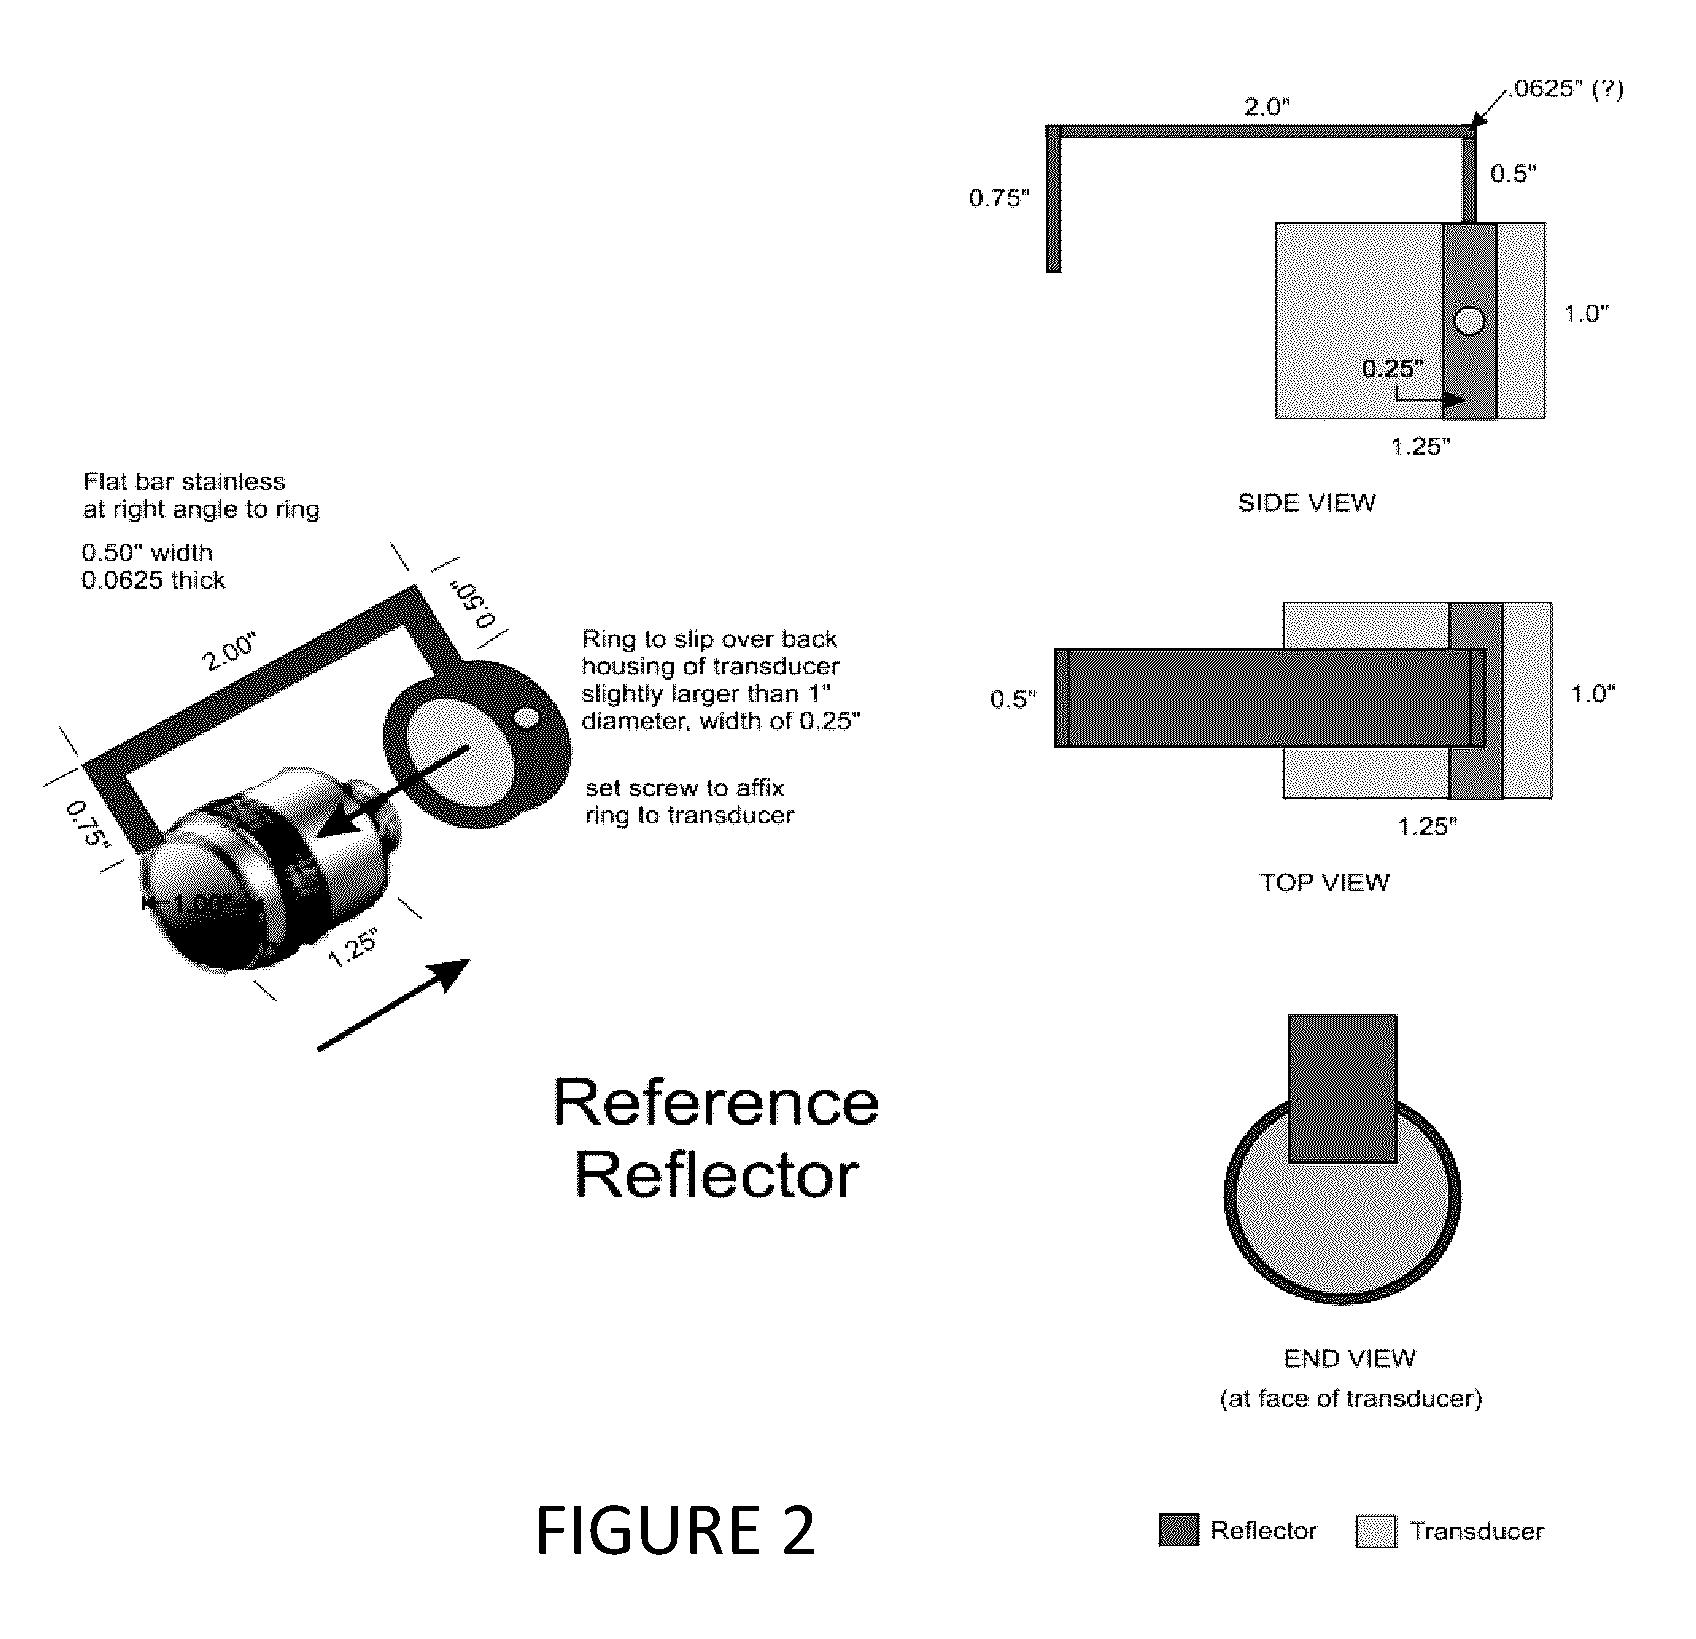 .0625" (?)
2.0"
0.75"
0.5"
1.0"
0.25"
1.25"
SIDE VIEW
Flat bar stainless
at right angle to ring
0.50" width
0.0625 thick
2.00"
0.50"
0.75"
1.00"
1.25"
Ring to slip over back
housing of transducer
slightly larger than 1"
diameter, width of 0.25"
set screw to affix
ring to transducer
0.5"
1.0"
1.25"
TOP VIEW
Reference
Reflector
END VIEW
(at face of transducer)
FIGURE 2
Reflector
Transducer